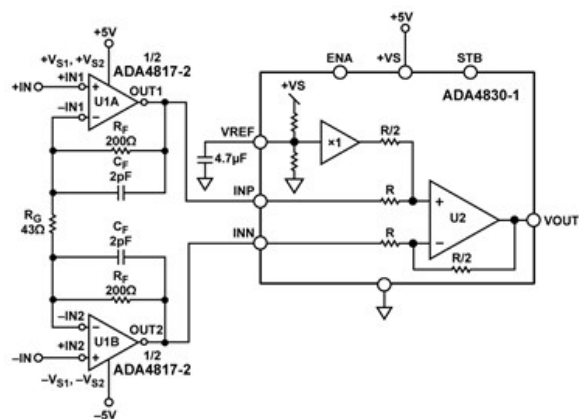 +5V
+5V
+VS1, +VS2
1/2
ADA4817-2
+IN
+IN1
U1A
OUT1
–IN1
RF
200Ω
CF
2pF
RG
43Ω
CF
2pF
RF
200Ω
–IN2
OUT2
U1B
+IN2
–IN
1/2
ADA4817-2
–VS1, –VS2
–5V
ENA
+VS
STB
ADA4830-1
+VS
VREF
4.7µF
×1
R/2
INP
R
U2
VOUT
INN
R
R/2